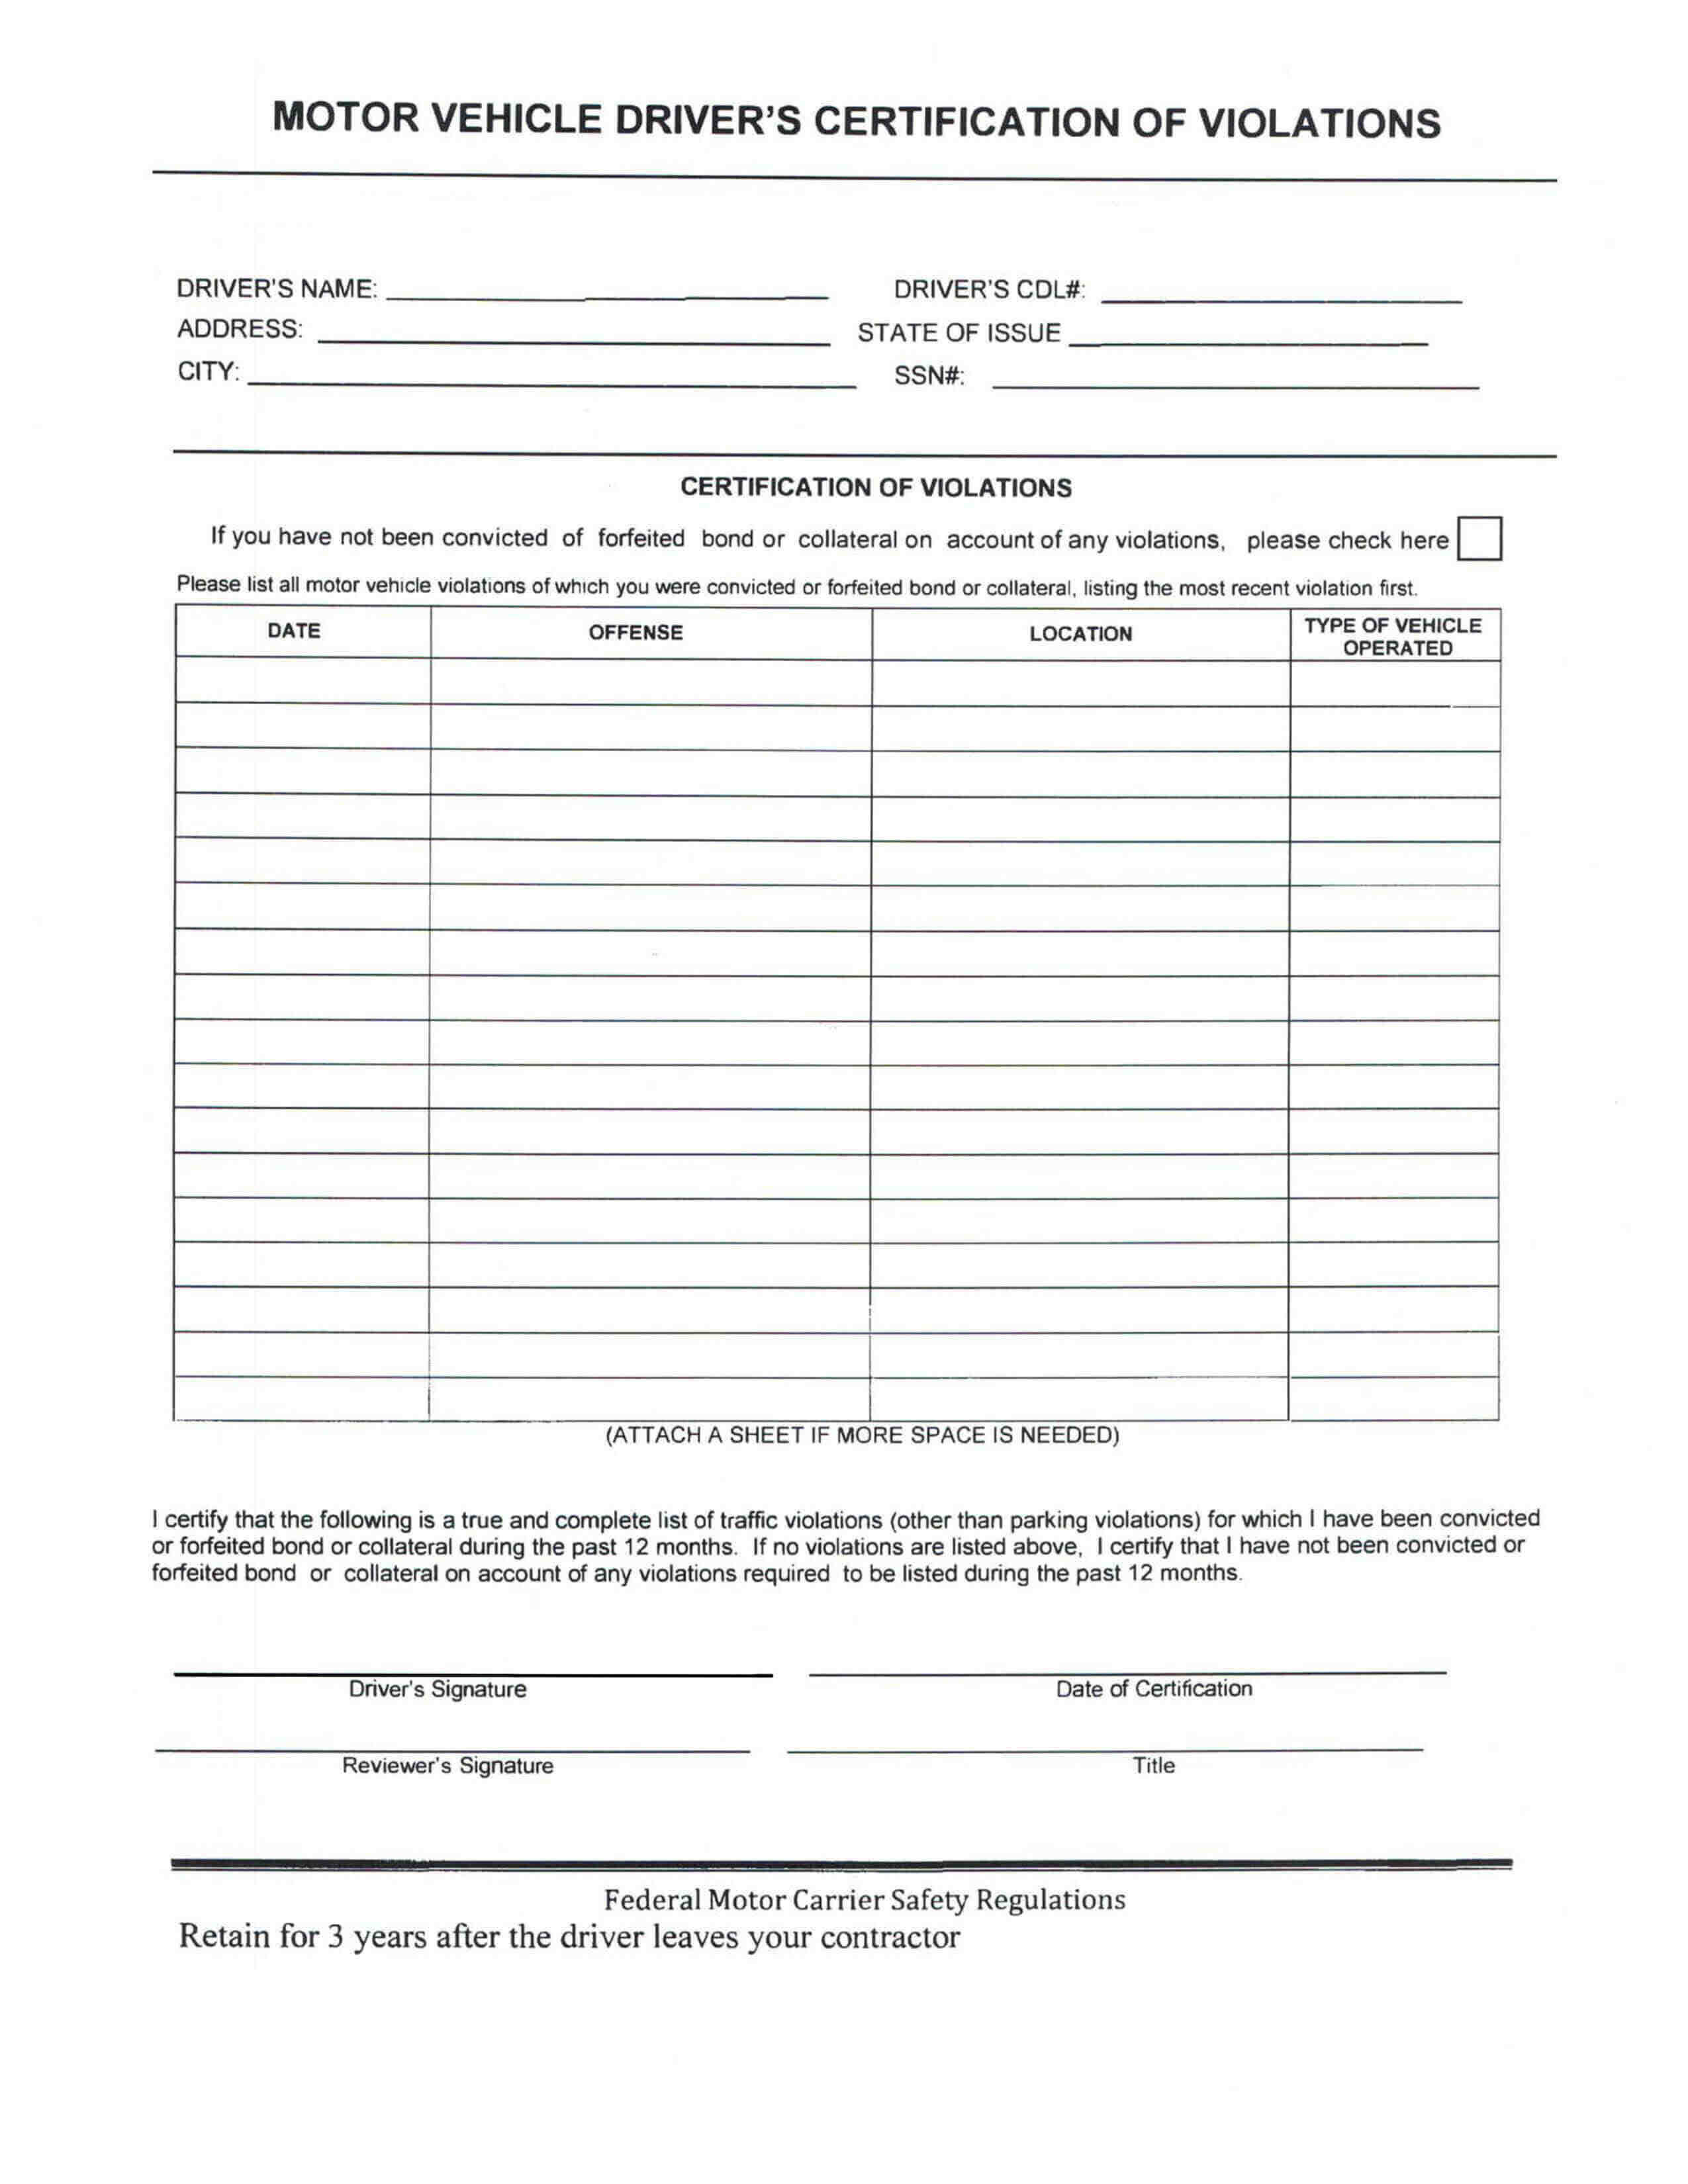 MOTOR VEHICLE DRIVER'S CERTIFICATION OF VIOLATIONS
DRIVER'S NAME: DRIVER'S CDL#:
ADDRESS: STATE OF ISSUE
CITY: SSN#:
CERTIFICATION OF VIOLATIONS
If you have not been convicted of forfeited bond or collateral on account of any violations, please check here
Please list all motor vehicle violations of which you were convicted or forfeited bond or collateral, listing the most recent violation first.
DATE OFFENSE LOCATION TYPE OF VEHICLE
OPERATED
(ATTACH A SHEET IF MORE SPACE IS NEEDED)
I certify that the following is a true and complete list of traffic violations (other than parking violations) for which I have been convicted
or forfeited bond or collateral during the past 12 months. If no violations are listed above, I certify that I have not been convicted or
forfeited bond or collateral on account of any violations required to be listed during the past 12 months.
Driver's Signature Date of Certification
Reviewer's Signature Title
Federal Motor Carrier Safety Regulations
Retain for 3 years after the driver leaves your contractor